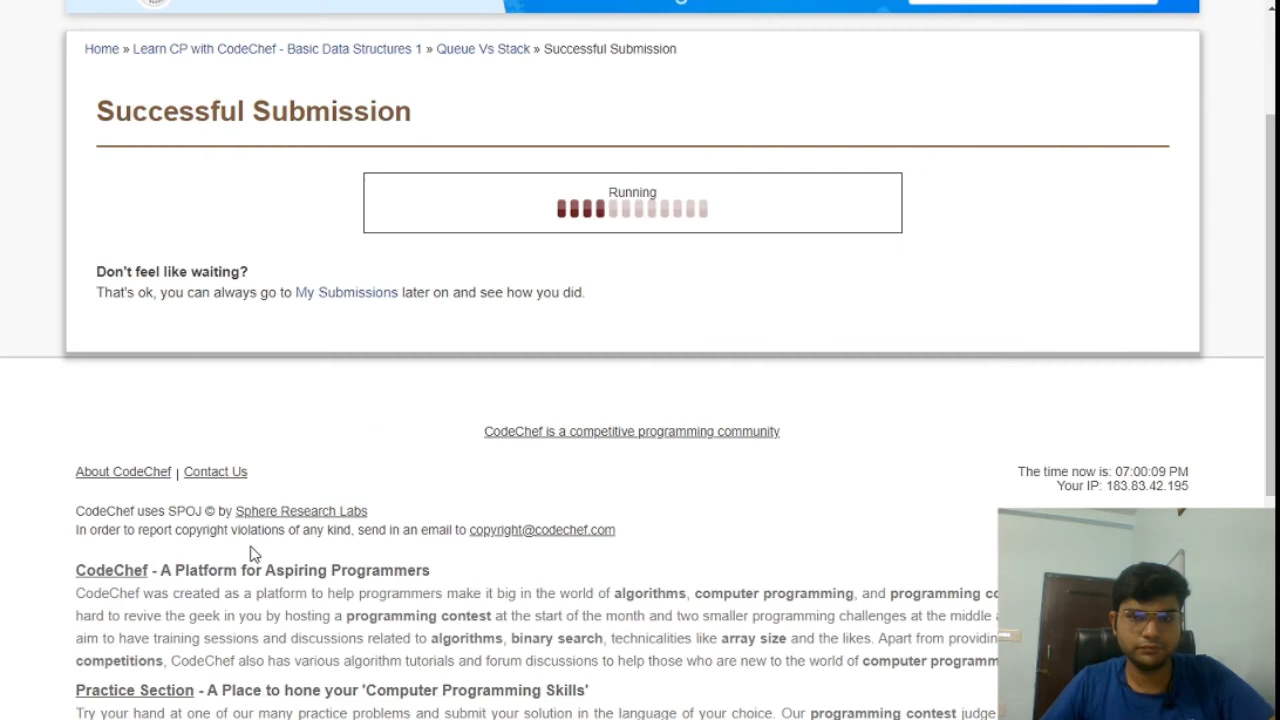 Home » Learn CP with CodeChef - Basic Data Structures 1 » Queue Vs Stack » Successful Submission
Successful Submission
Running
Don't feel like waiting?
That's ok, you can always go to My Submissions later on and see how you did.
CodeChef is a competitive programming community
About CodeChef | Contact Us
The time now is: 07:00:09 PM
Your IP: 183.83.42.195
CodeChef uses SPOJ © by Sphere Research Labs
In order to report copyright violations of any kind, send in an email to copyright@codechef.com
CodeChef - A Platform for Aspiring Programmers
CodeChef was created as a platform to help programmers make it big in the world of algorithms, computer programming, and programming co
hard to revive the geek in you by hosting a programming contest at the start of the month and two smaller programming challenges at the middle
aim to have training sessions and discussions related to algorithms, binary search, technicalities like array size and the likes. Apart from providin
competitions, CodeChef also has various algorithm tutorials and forum discussions to help those who are new to the world of computer programm
Practice Section - A Place to hone your 'Computer Programming Skills'
Try your hand at one of our many practice problems and submit your solution in the language of your choice. Our programming contest judge